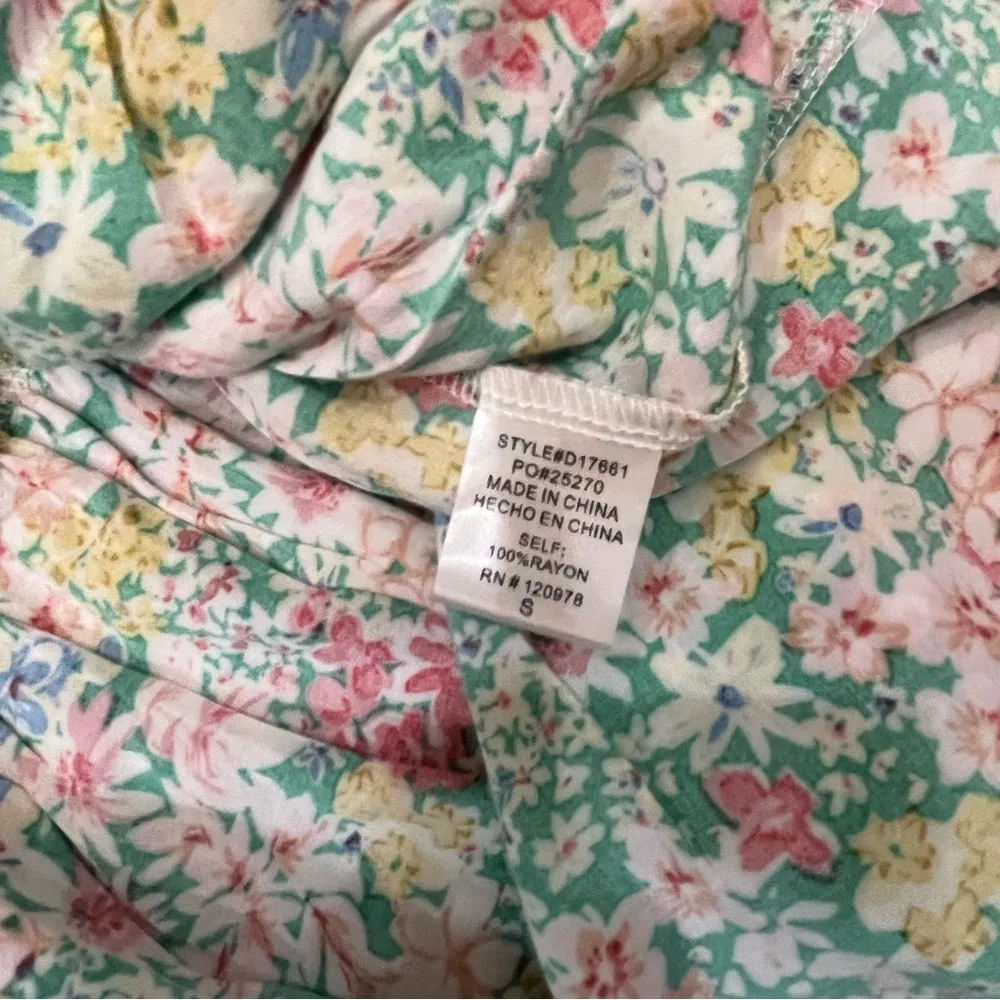 STYLE#D17661
PO#25270
MADE IN CHINA
HECHO EN CHINA
SELF:
100%RAYON
RN # 120978
S